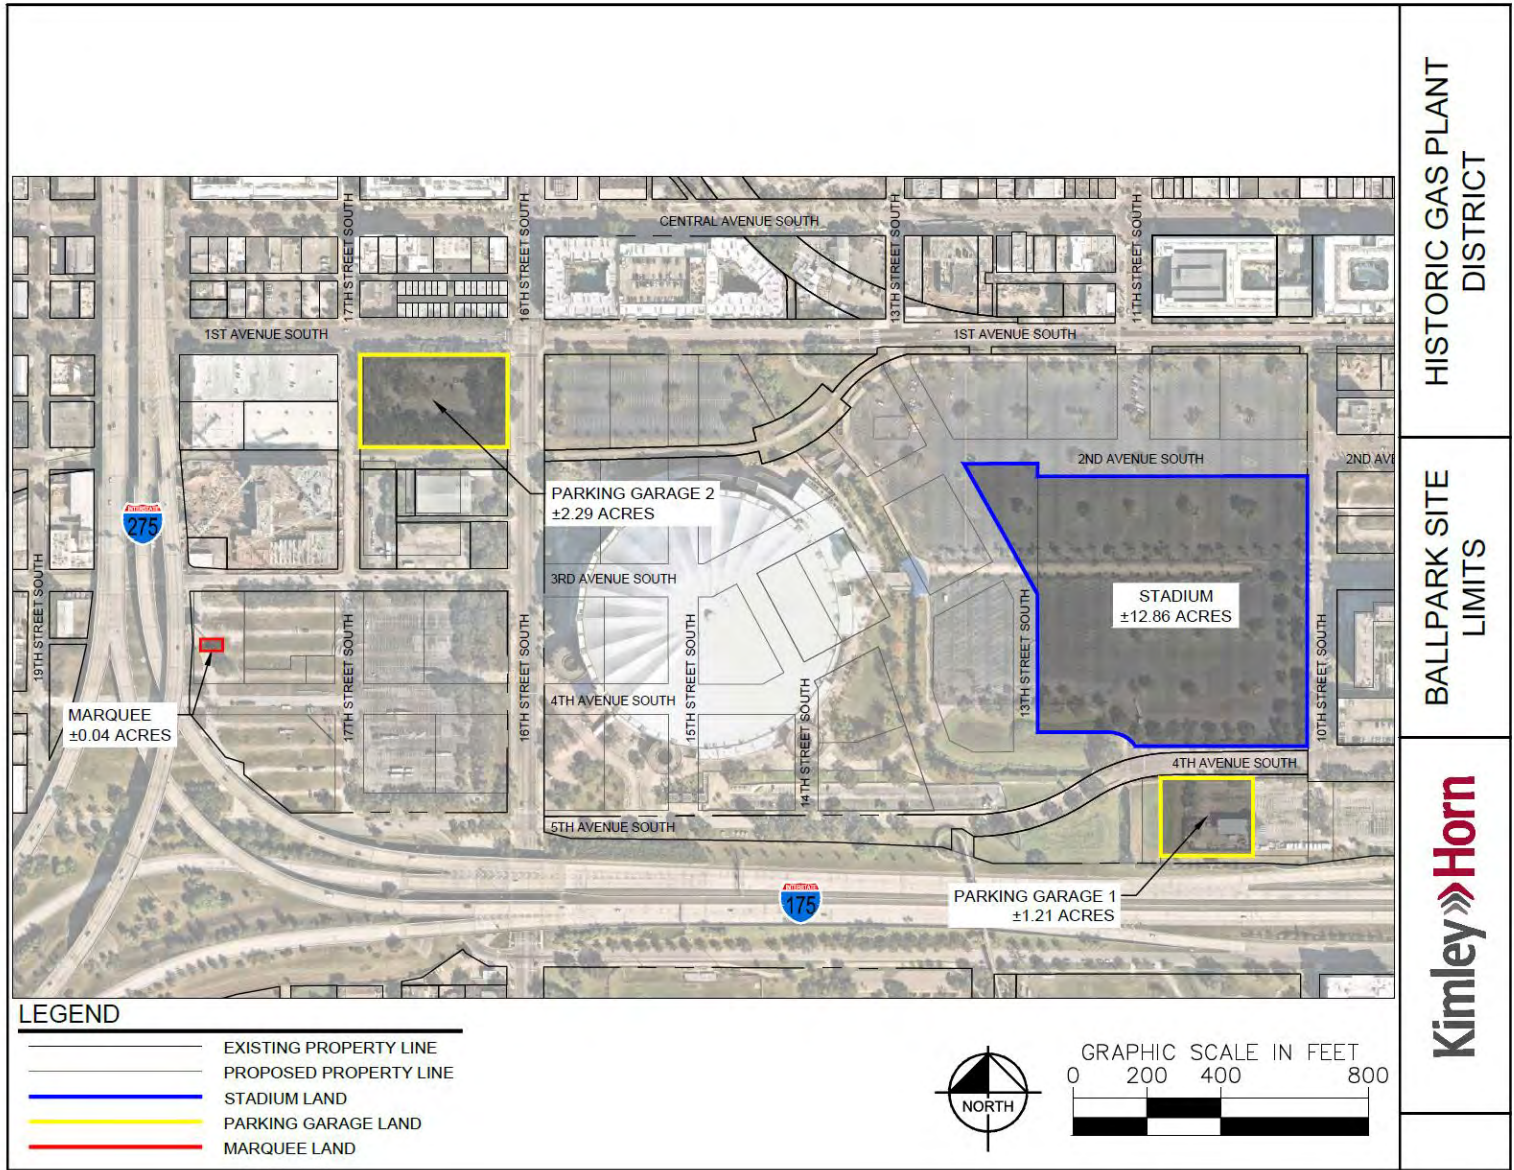 CENTRAL AVENUE SOUTH
17TH STREET SOUTH
16TH STREET SOUTH
13TH STREET SOUTH
11TH STREET SOUTH
1ST AVENUE SOUTH
1ST AVENUE SOUTH
2ND AVENUE SOUTH
2ND AVE
PARKING GARAGE 2
±2.29 ACRES
INTERSTATE
275
3RD AVENUE SOUTH
STADIUM
±12.86 ACRES
19TH STREET SOUTH
17TH STREET SOUTH
16TH STREET SOUTH
15TH STREET SOUTH
14TH STREET SOUTH
13TH STREET SOUTH
10TH STREET SOUTH
4TH AVENUE SOUTH
MARQUEE
±0.04 ACRES
4TH AVENUE SOUTH
5TH AVENUE SOUTH
INTERSTATE
175
PARKING GARAGE 1
±1.21 ACRES
LEGEND
EXISTING PROPERTY LINE
PROPOSED PROPERTY LINE
STADIUM LAND
PARKING GARAGE LAND
MARQUEE LAND
NORTH
GRAPHIC SCALE IN FEET
0 200 400 800
HISTORIC GAS PLANT
DISTRICT
BALLPARK SITE
LIMITS
Kimley»Horn